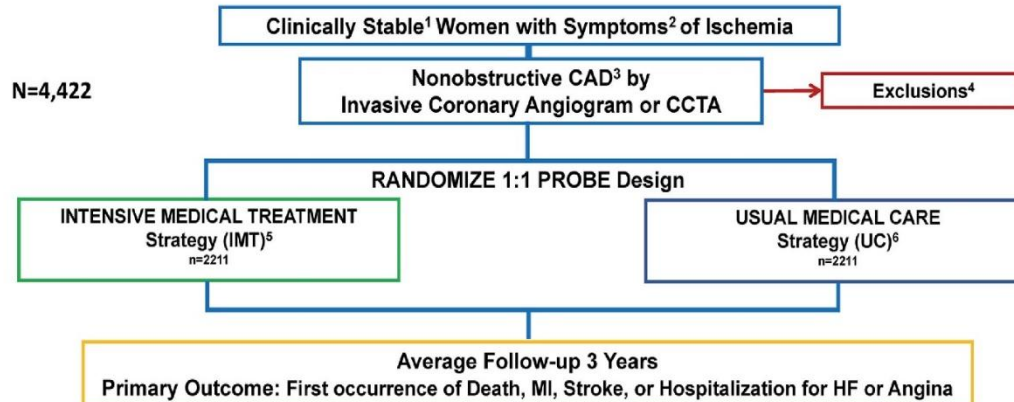 Clinically Stable¹ Women with Symptoms² of Ischemia
N=4,422
Nonobstructive CAD³ by
Invasive Coronary Angiogram or CCTA
Exclusions⁴
RANDOMIZE 1:1 PROBE Design
INTENSIVE MEDICAL TREATMENT
Strategy (IMT)⁵
n=2211
USUAL MEDICAL CARE
Strategy (UC)⁶
n=2211
Average Follow-up 3 Years
Primary Outcome: First occurrence of Death, MI, Stroke, or Hospitalization for HF or Angina